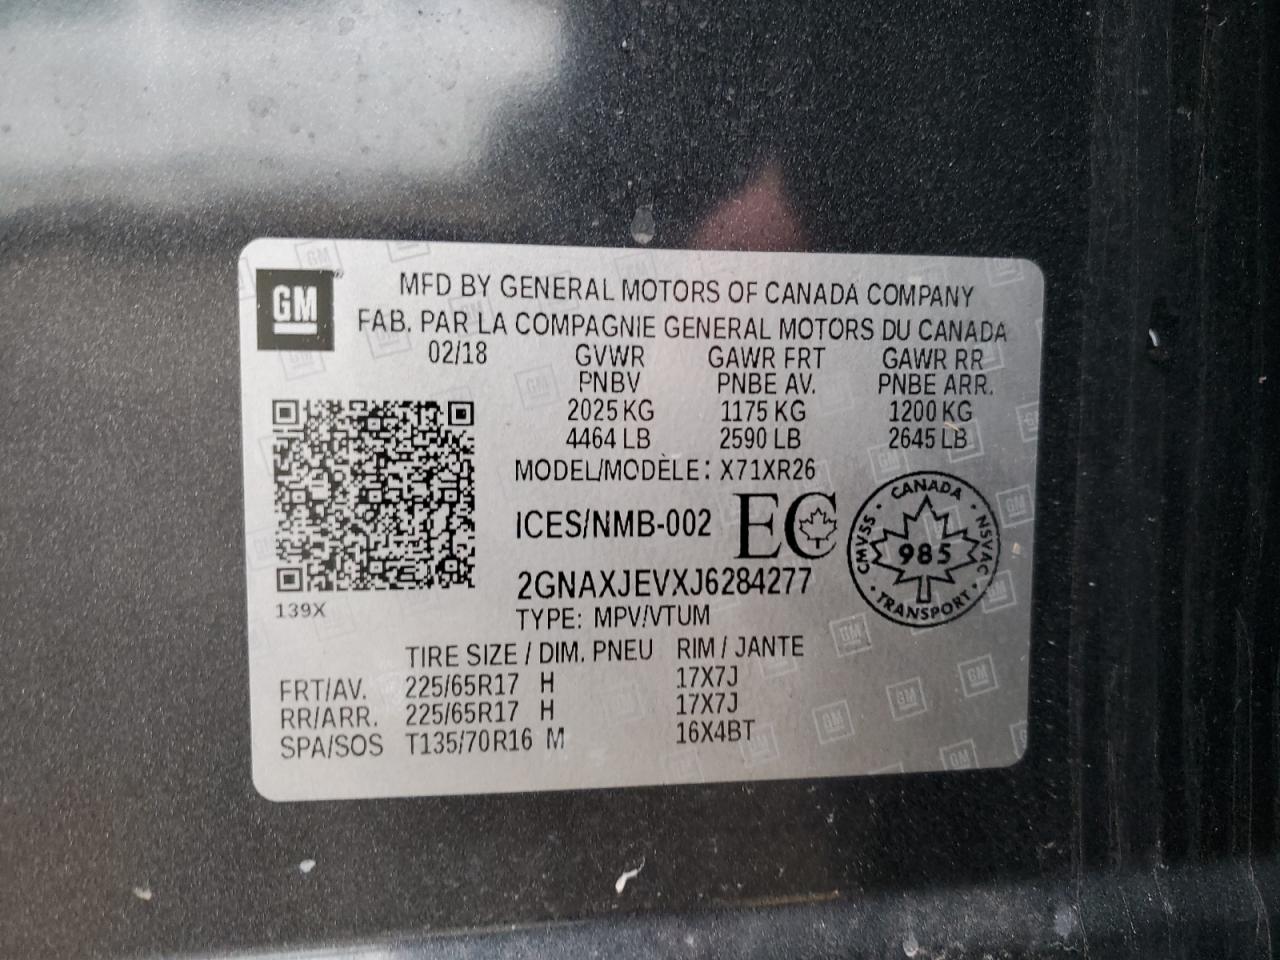 GM
MFD BY GENERAL MOTORS OF CANADA COMPANY
FAB. PAR LA COMPAGNIE GENERAL MOTORS DU CANADA
02/18 GVWR GAWR FRT GAWR RR
PNBV PNBE AV. PNBE ARR.
2025 KG 1175 KG 1200 KG
4464 LB 2590 LB 2645 LB
MODEL/MODÈLE: X71XR26
ICES/NMB-002 EC
CANADA
CMVSS 985 NSVAC
TRANSPORT
2GNAXJEVXJ6284277
139X
TYPE: MPV/VTUM
TIRE SIZE / DIM. PNEU RIM / JANTE
FRT/AV. 225/65R17 H 17X7J
RR/ARR. 225/65R17 H 17X7J
SPA/SOS T135/70R16 M 16X4BT